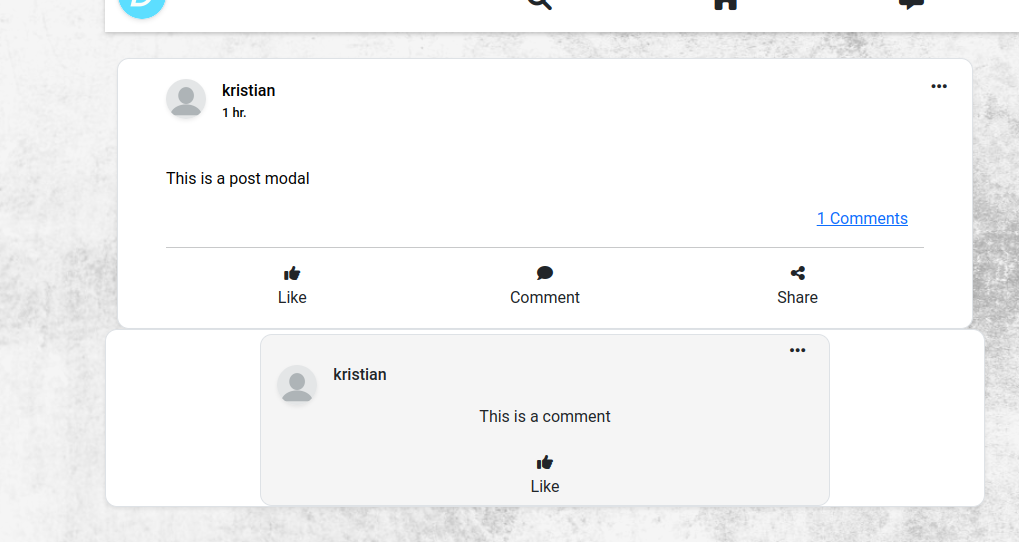 kristian
1 hr.
This is a post modal
1 Comments
Like
Comment
Share
kristian
This is a comment
Like